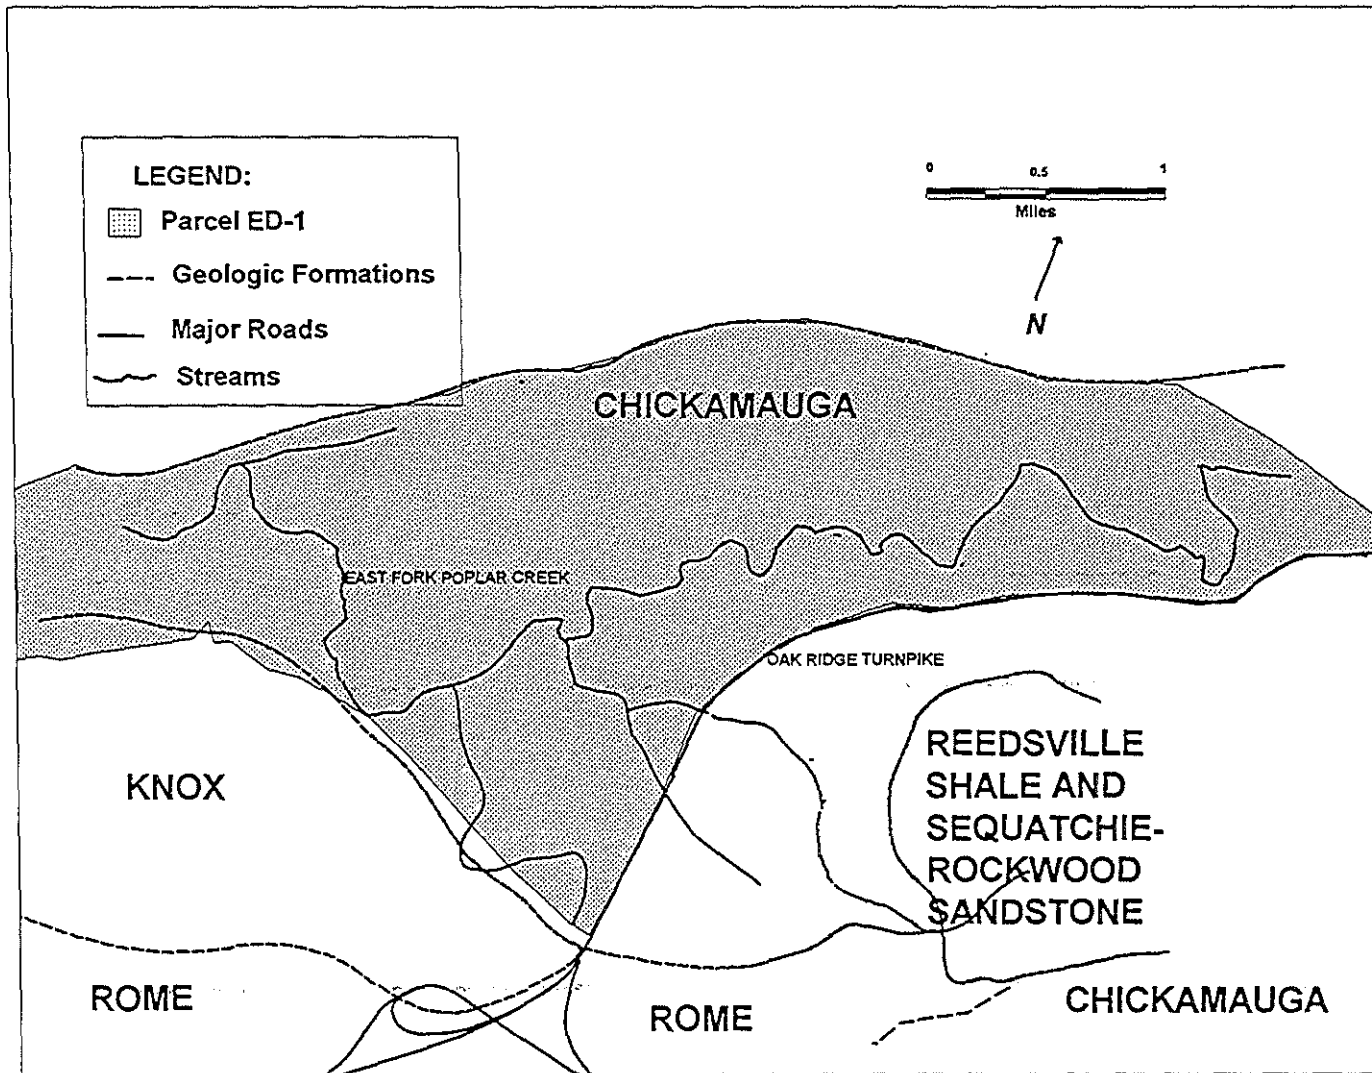 LEGEND:
Parcel ED-1
Geologic Formations
Major Roads
Streams
0 0.5 1
Miles
N
CHICKAMAUGA
EAST FORK POPLAR CREEK
OAK RIDGE TURNPIKE
KNOX
REEDSVILLE
SHALE AND
SEQUATCHIE-
ROCKWOOD
SANDSTONE
ROME
ROME
CHICKAMAUGA